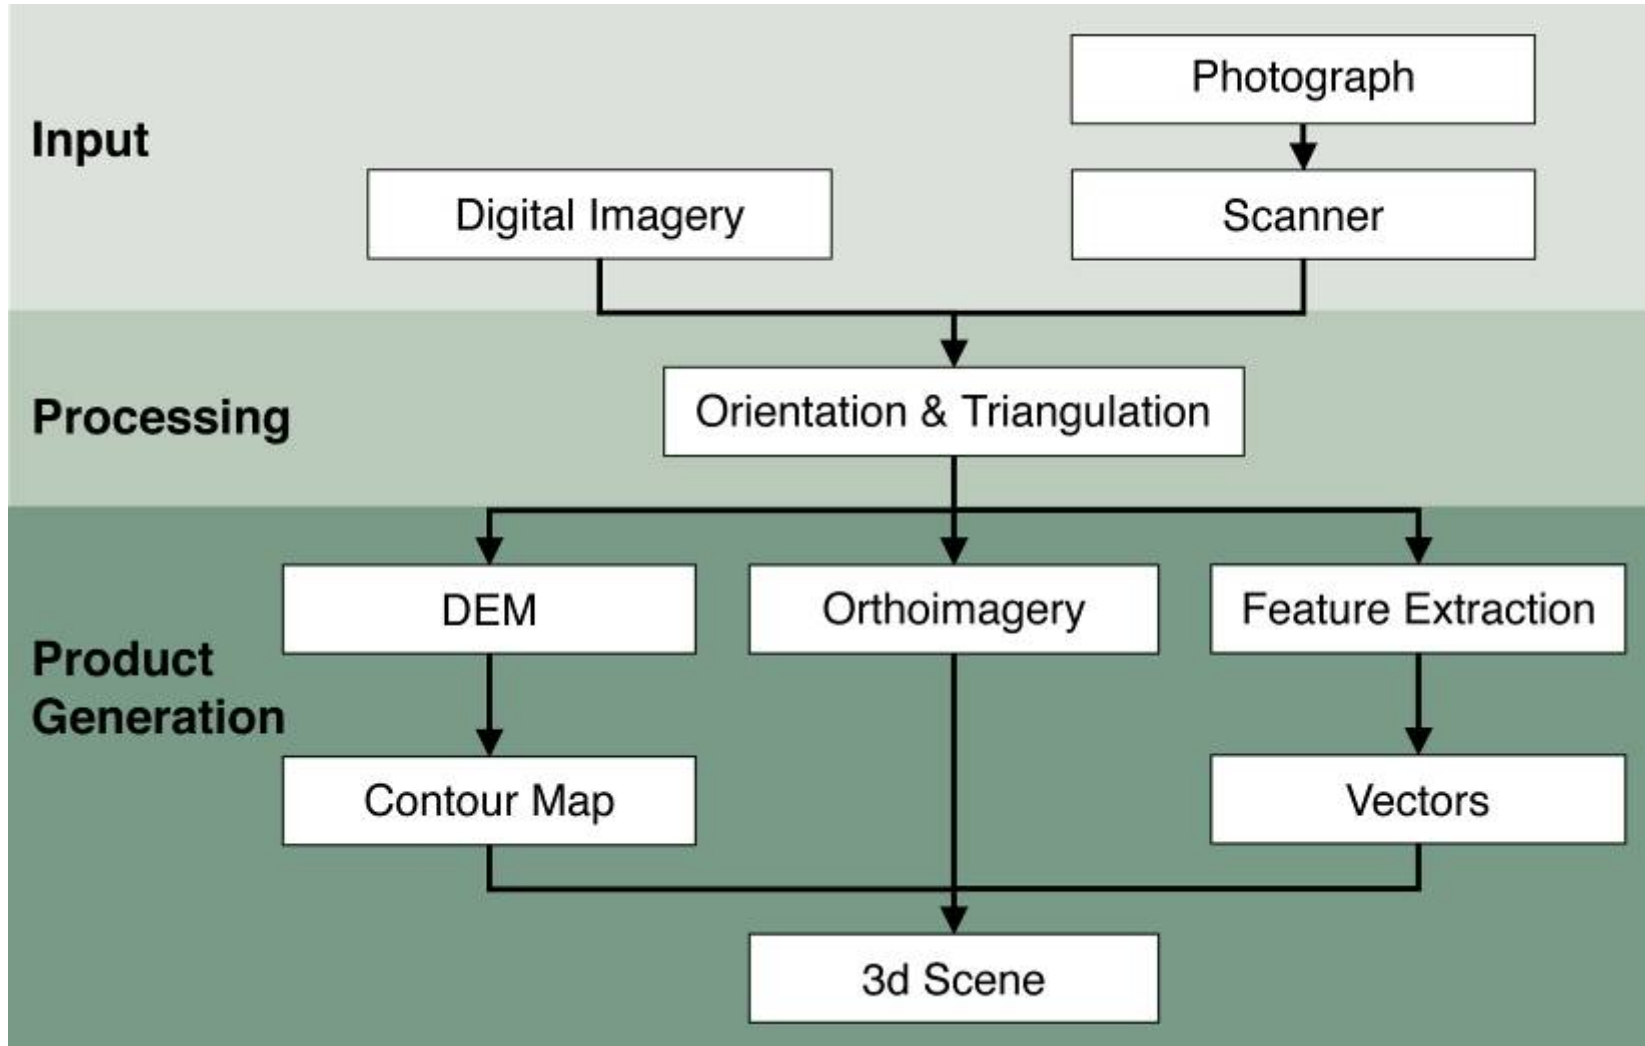 Input
Photograph
Digital Imagery
Scanner
Processing
Orientation & Triangulation
Product
Generation
DEM
Orthoimagery
Feature Extraction
Contour Map
Vectors
3d Scene